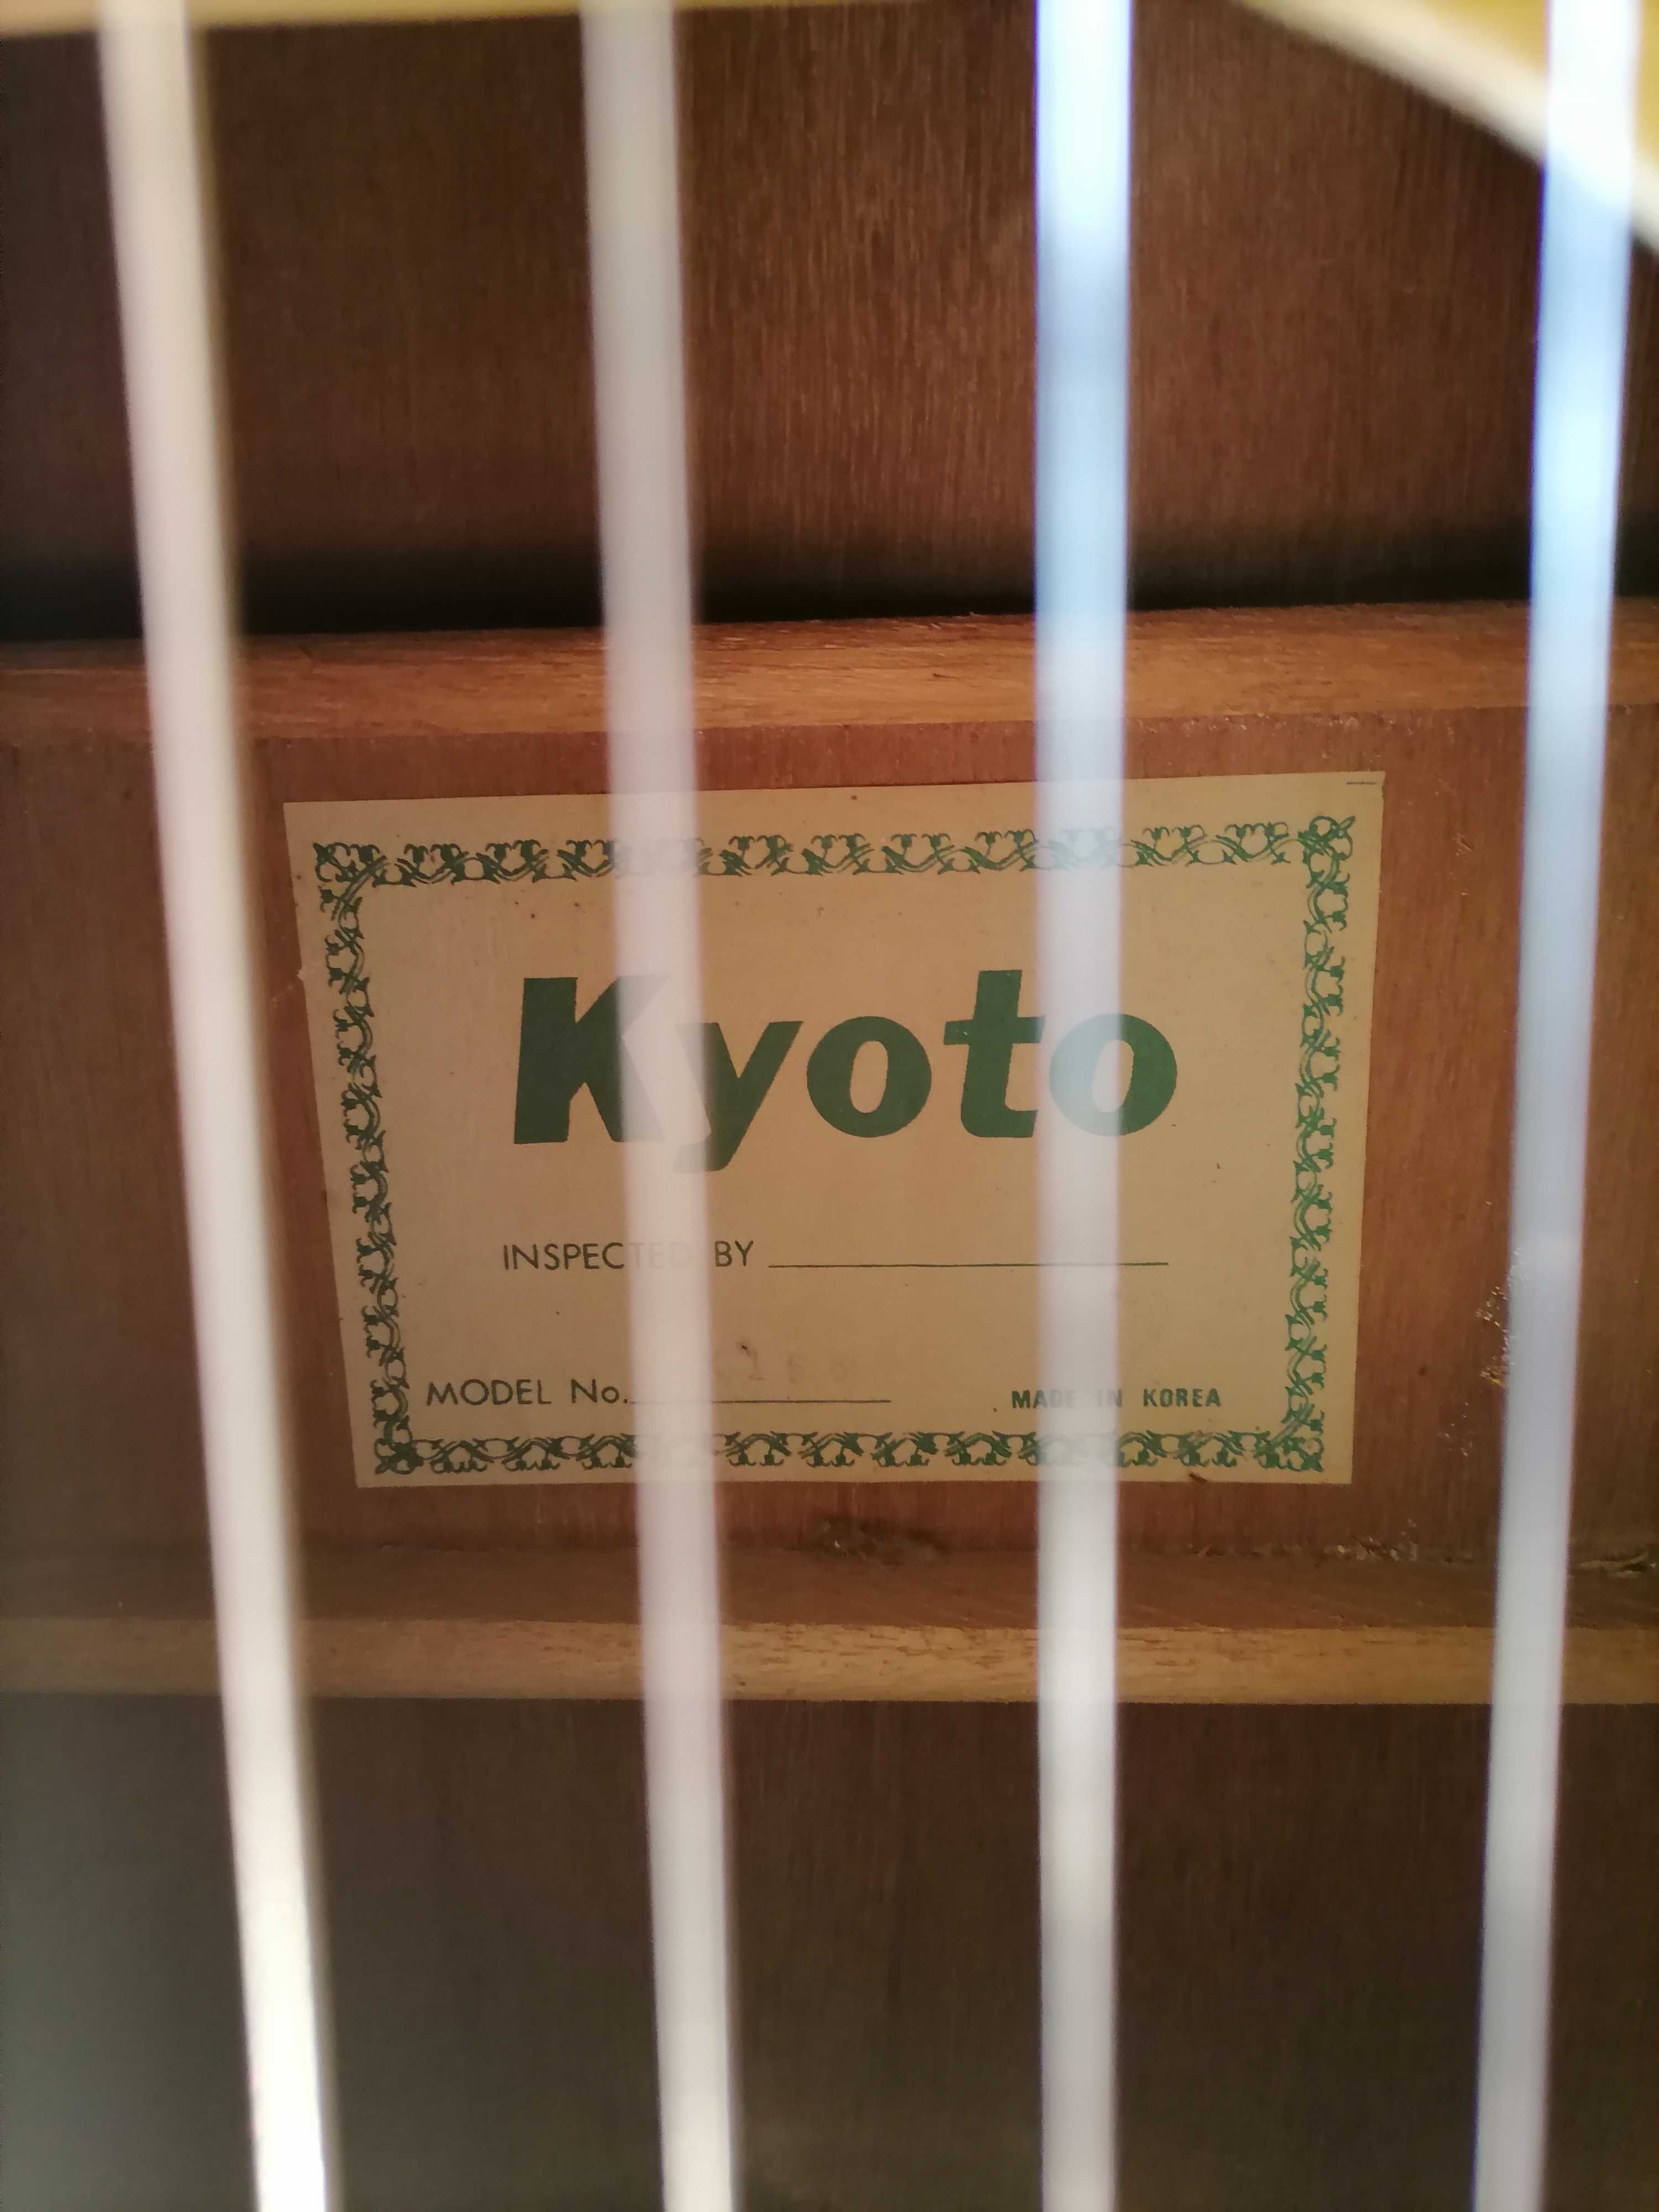 Kyoto
INSPECTED BY
MODEL No.
MADE IN KOREA